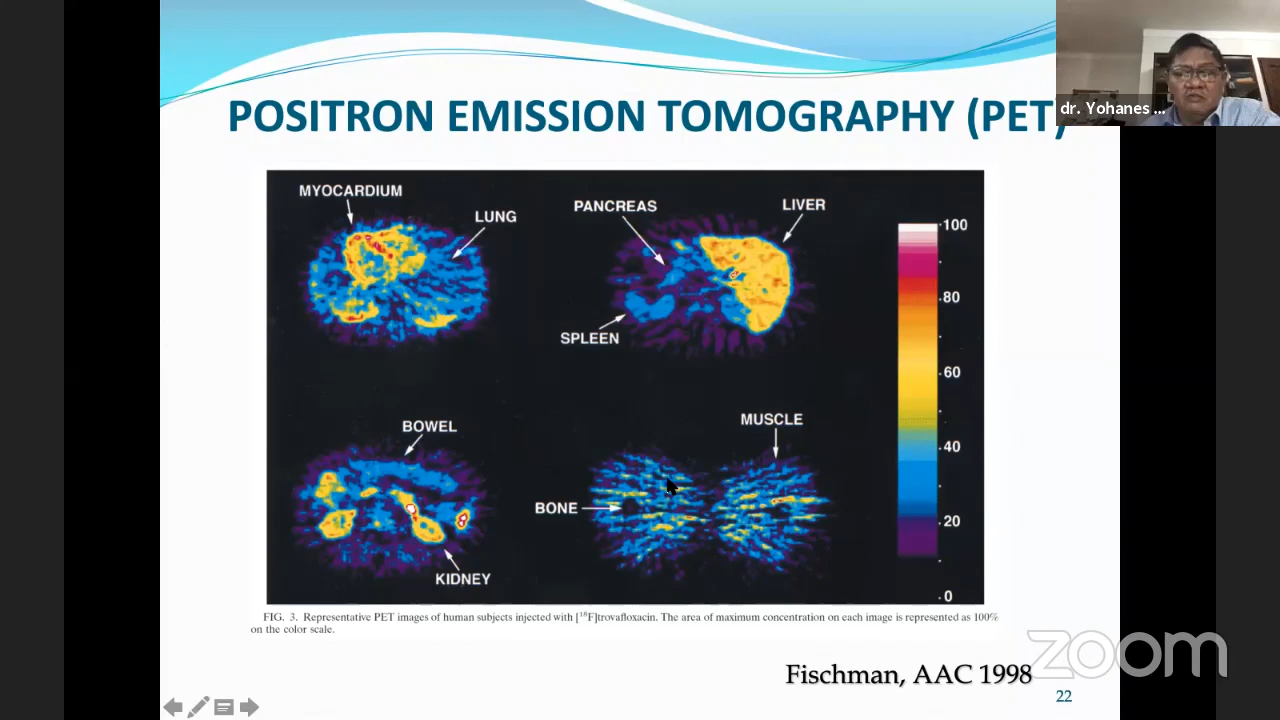 POSITRON EMISSION TOMOGRAPHY (PET)
dr. Yohanes ...
MYOCARDIUM
LUNG
PANCREAS
LIVER
SPLEEN
100
80
60
40
20
0
BOWEL
KIDNEY
MUSCLE
BONE
FIG. 3. Representative PET images of human subjects injected with [¹⁸F]trovafloxacin. The area of maximum concentration on each image is represented as 100%
on the color scale.
zoom
Fischman, AAC 1998
22